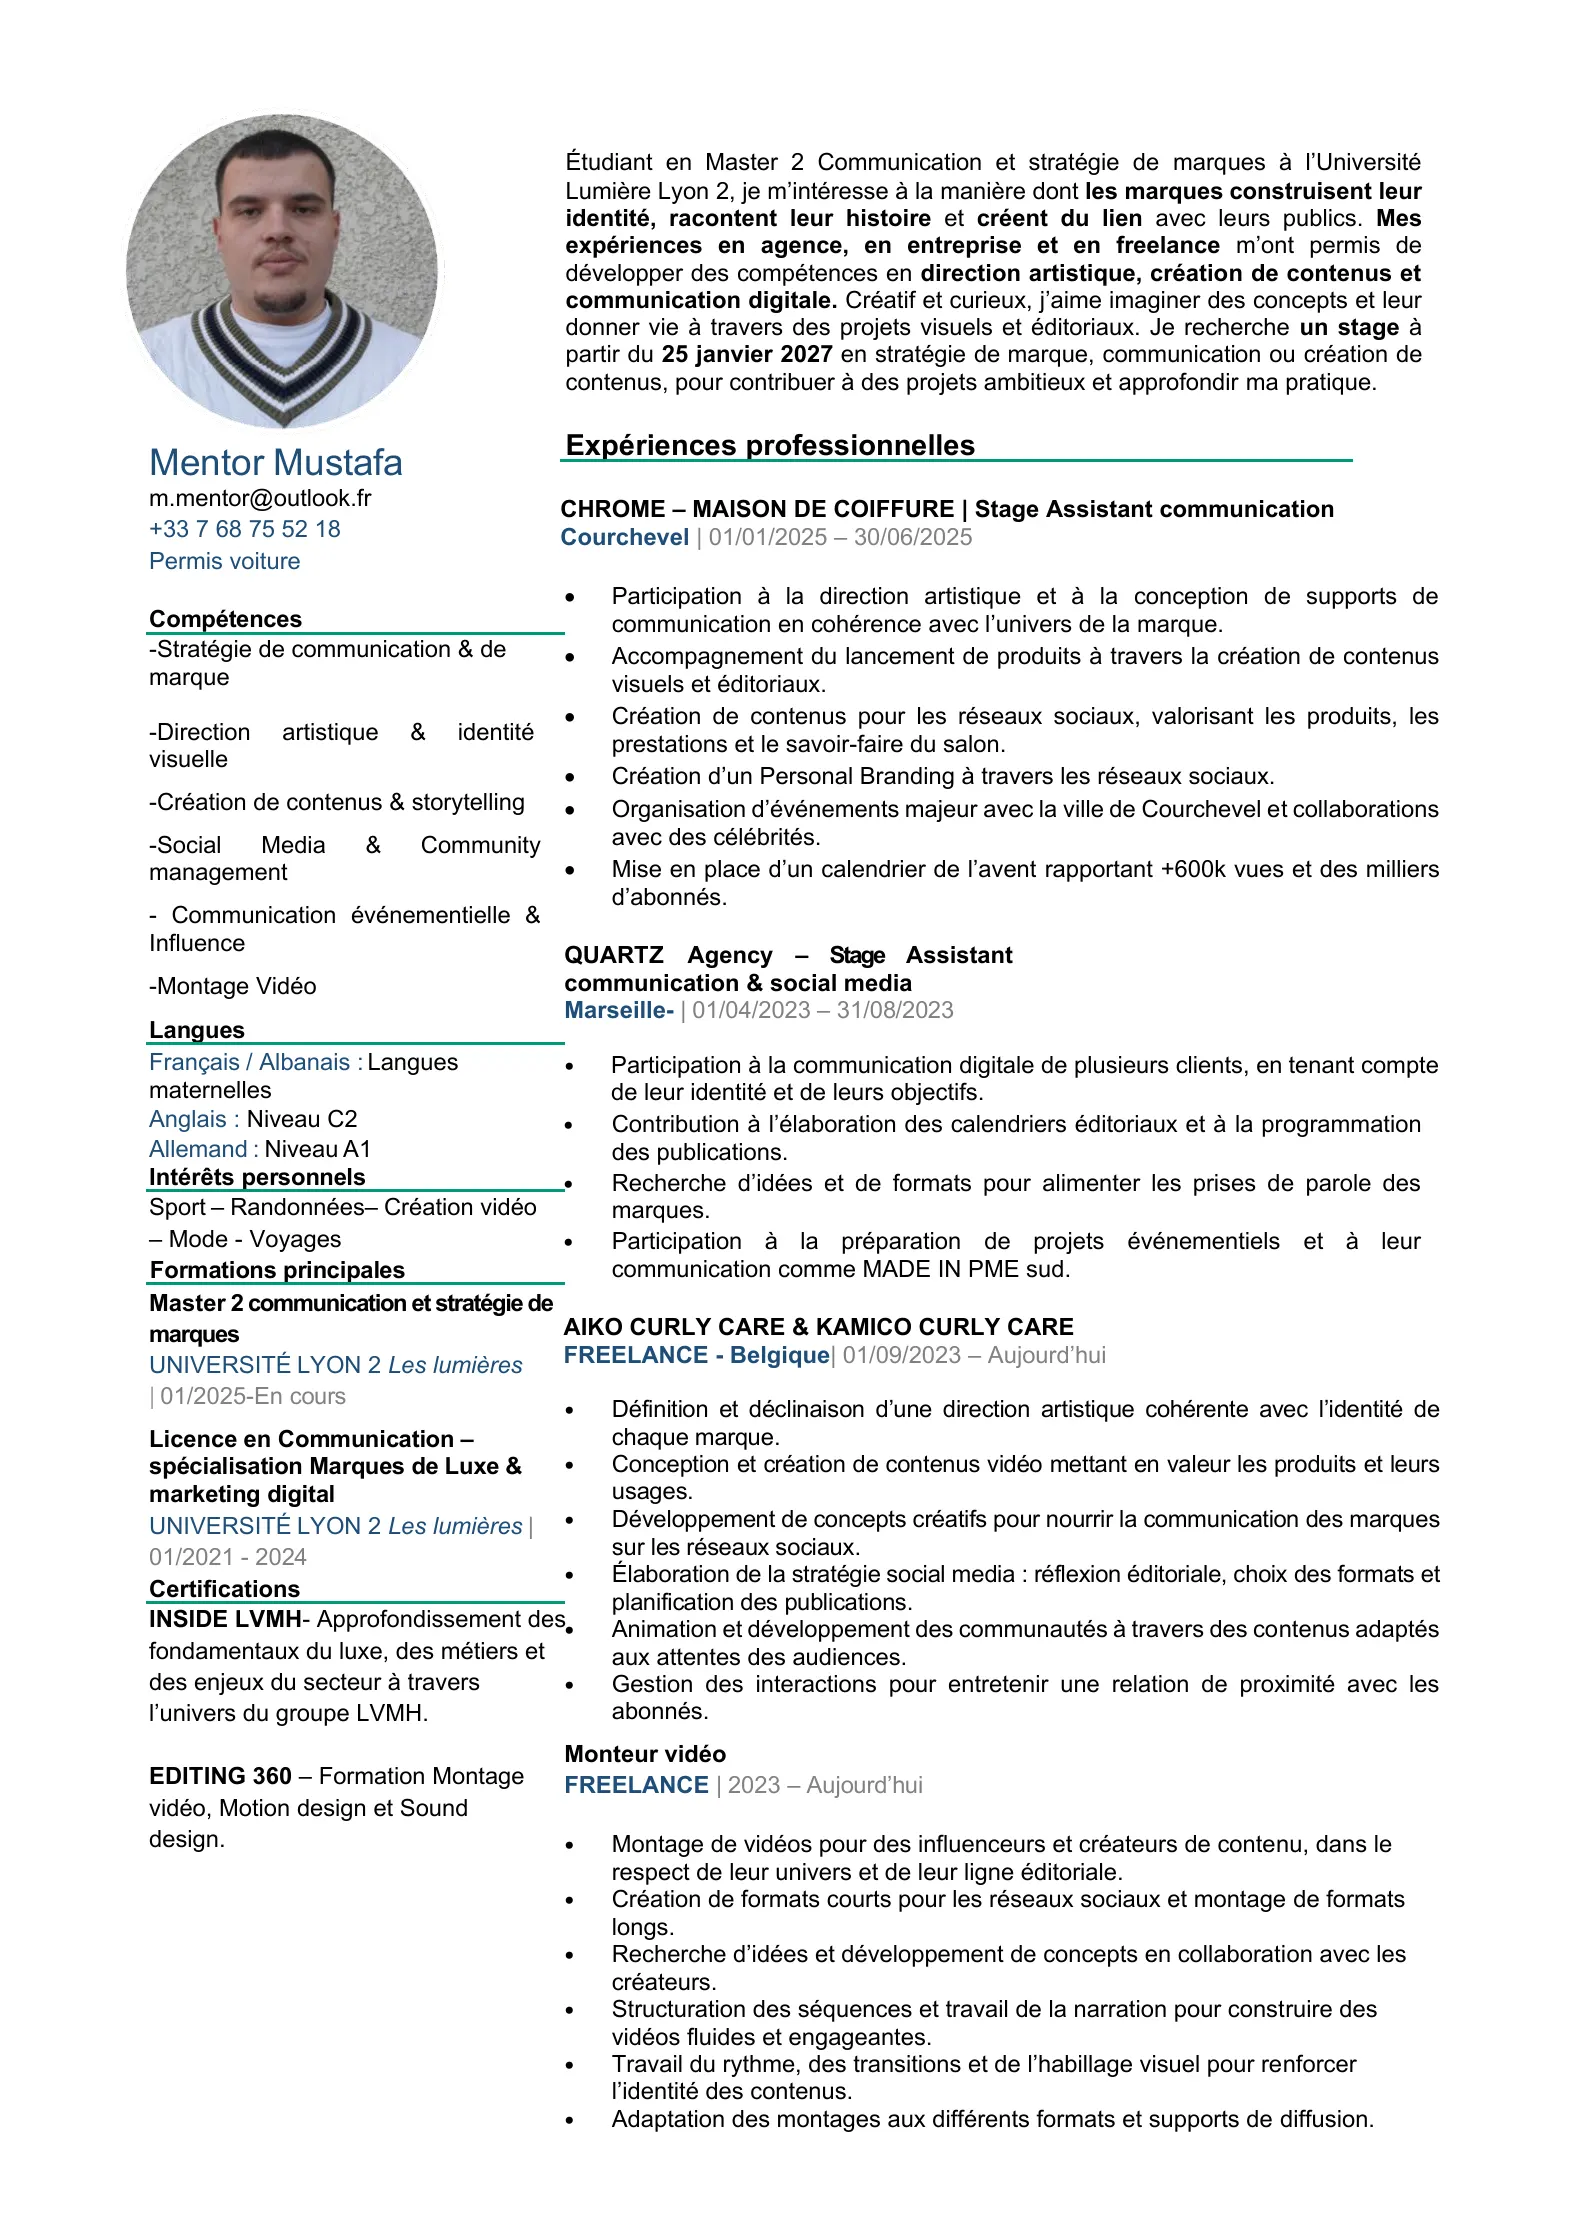 Mentor Mustafa
m.mentor@outlook.fr
+33 7 68 75 52 18
Permis voiture
Compétences
-Stratégie de communication & de
marque
-Direction artistique & identité
visuelle
-Création de contenus & storytelling
-Social Media & Community
management
- Communication événementielle &
Influence
-Montage Vidéo
Langues
Français / Albanais : Langues
maternelles
Anglais : Niveau C2
Allemand : Niveau A1
Intérêts personnels
Sport – Randonnées– Création vidéo
– Mode - Voyages
Formations principales
Master 2 communication et stratégie de
marques
UNIVERSITÉ LYON 2 Les lumières
| 01/2025-En cours
Licence en Communication –
spécialisation Marques de Luxe &
marketing digital
UNIVERSITÉ LYON 2 Les lumières |
01/2021 - 2024
Certifications
INSIDE LVMH- Approfondissement des
fondamentaux du luxe, des métiers et
des enjeux du secteur à travers
l’univers du groupe LVMH.
EDITING 360 – Formation Montage
vidéo, Motion design et Sound
design.
Étudiant en Master 2 Communication et stratégie de marques à l’Université
Lumière Lyon 2, je m’intéresse à la manière dont les marques construisent leur
identité, racontent leur histoire et créent du lien avec leurs publics. Mes
expériences en agence, en entreprise et en freelance m’ont permis de
développer des compétences en direction artistique, création de contenus et
communication digitale. Créatif et curieux, j’aime imaginer des concepts et leur
donner vie à travers des projets visuels et éditoriaux. Je recherche un stage à
partir du 25 janvier 2027 en stratégie de marque, communication ou création de
contenus, pour contribuer à des projets ambitieux et approfondir ma pratique.
Expériences professionnelles
CHROME – MAISON DE COIFFURE | Stage Assistant communication
Courchevel | 01/01/2025 – 30/06/2025
• Participation à la direction artistique et à la conception de supports de
communication en cohérence avec l’univers de la marque.
• Accompagnement du lancement de produits à travers la création de contenus
visuels et éditoriaux.
• Création de contenus pour les réseaux sociaux, valorisant les produits, les
prestations et le savoir-faire du salon.
• Création d’un Personal Branding à travers les réseaux sociaux.
• Organisation d’événements majeur avec la ville de Courchevel et collaborations
avec des célébrités.
• Mise en place d’un calendrier de l’avent rapportant +600k vues et des milliers
d’abonnés.
QUARTZ Agency – Stage Assistant
communication & social media
Marseille- | 01/04/2023 – 31/08/2023
• Participation à la communication digitale de plusieurs clients, en tenant compte
de leur identité et de leurs objectifs.
• Contribution à l’élaboration des calendriers éditoriaux et à la programmation
des publications.
• Recherche d’idées et de formats pour alimenter les prises de parole des
marques.
• Participation à la préparation de projets événementiels et à leur
communication comme MADE IN PME sud.
AIKO CURLY CARE & KAMICO CURLY CARE
FREELANCE - Belgique| 01/09/2023 – Aujourd’hui
• Définition et déclinaison d’une direction artistique cohérente avec l’identité de
chaque marque.
• Conception et création de contenus vidéo mettant en valeur les produits et leurs
usages.
• Développement de concepts créatifs pour nourrir la communication des marques
sur les réseaux sociaux.
• Élaboration de la stratégie social media : réflexion éditoriale, choix des formats et
planification des publications.
• Animation et développement des communautés à travers des contenus adaptés
aux attentes des audiences.
• Gestion des interactions pour entretenir une relation de proximité avec les
abonnés.
Monteur vidéo
FREELANCE | 2023 – Aujourd’hui
• Montage de vidéos pour des influenceurs et créateurs de contenu, dans le
respect de leur univers et de leur ligne éditoriale.
• Création de formats courts pour les réseaux sociaux et montage de formats
longs.
• Recherche d’idées et développement de concepts en collaboration avec les
créateurs.
• Structuration des séquences et travail de la narration pour construire des
vidéos fluides et engageantes.
• Travail du rythme, des transitions et de l’habillage visuel pour renforcer
l’identité des contenus.
• Adaptation des montages aux différents formats et supports de diffusion.